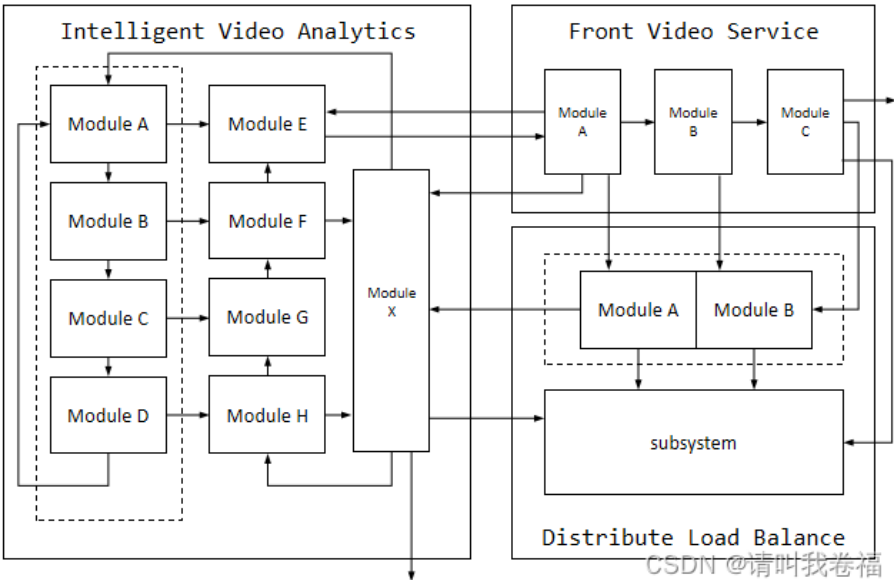 Intelligent Video Analytics
Module A
Module E
Module B
Module F
Module C
Module G
Module D
Module H
Module
X
Front Video Service
Module
A
Module
B
Module
C
Module A
Module B
subsystem
Distribute Load Balance
CSDN @请叫我卷福